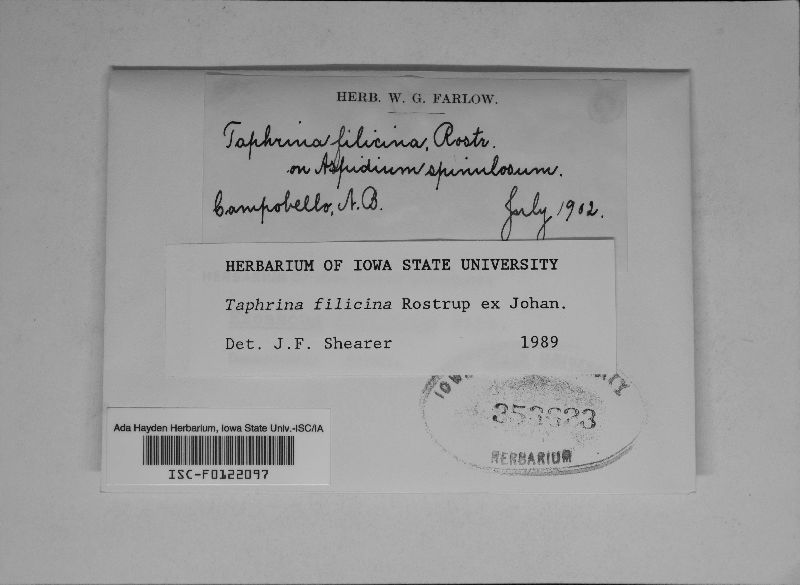 HERB. W. G. FARLOW.
Taphrina filicina, Rostr.
on Aspidium spinulosum.
Campobello, N.B. July 1902.
HERBARIUM OF IOWA STATE UNIVERSITY
Taphrina filicina Rostrup ex Johan.
Det. J.F. Shearer 1989
HERBARIUM
Ada Hayden Herbarium, Iowa State Univ.-ISC/IA
ISC-F0122097